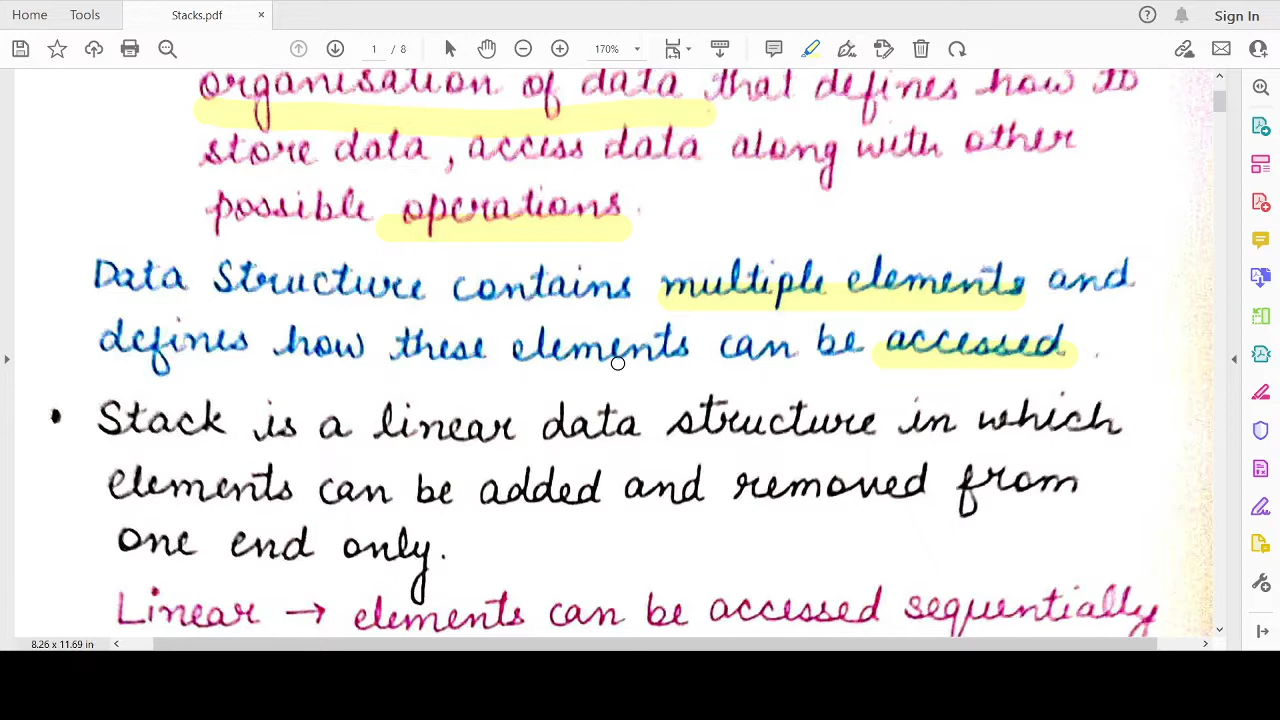 Home Tools Stacks.pdf × Sign In
1 / 8 170%
organisation of data that defines how to
store data, access data along with other
possible operations.
Data Structure contains multiple elements and
defines how these elements can be accessed.
• Stack is a linear data structure in which
elements can be added and removed from
one end only.
Linear → elements can be accessed sequentially
8.26 x 11.69 in